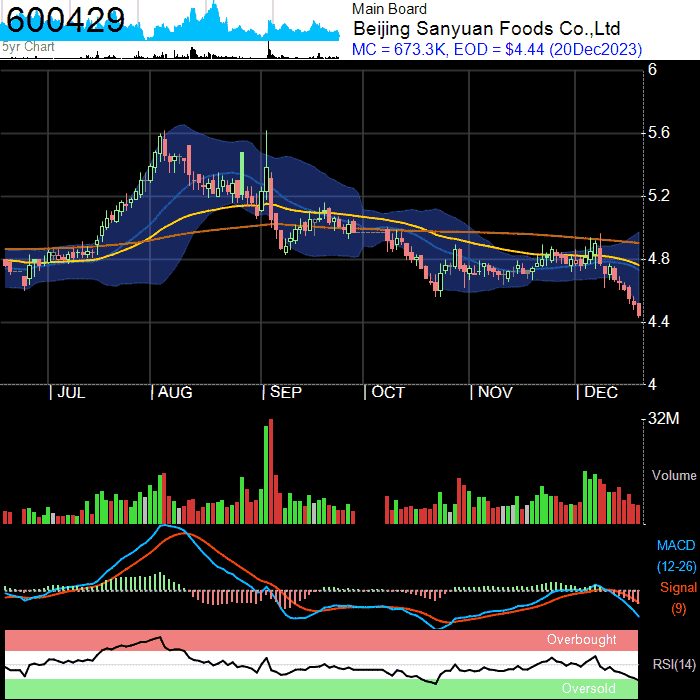 600429
5yr Chart
Main Board
Beijing Sanyuan Foods Co.,Ltd
MC = 673.3K, EOD = $4.44 (20Dec2023)
6
5.6
5.2
4.8
4.4
4
JUL
AUG
SEP
OCT
NOV
DEC
32M
Volume
MACD
(12-26)
Signal
(9)
Overbought
RSI(14)
Oversold